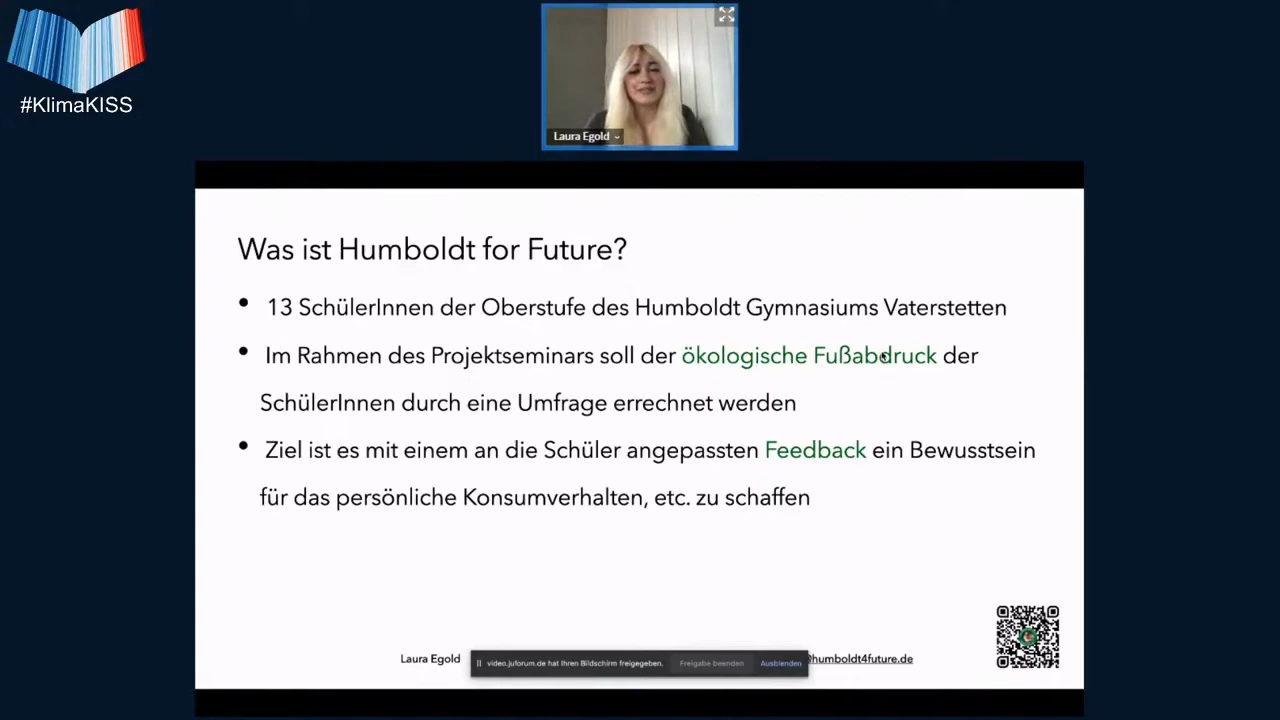 #KlimaKISS
Laura Egold
Was ist Humboldt for Future?
• 13 SchülerInnen der Oberstufe des Humboldt Gymnasiums Vaterstetten
• Im Rahmen des Projektseminars soll der ökologische Fußabdruck der
SchülerInnen durch eine Umfrage errechnet werden
• Ziel ist es mit einem an die Schüler angepassten Feedback ein Bewusstsein
für das persönliche Konsumverhalten, etc. zu schaffen
Laura Egold
video.juforum.de hat Ihren Bildschirm freigegeben. Freigabe beenden Ausblenden
humboldt4future.de